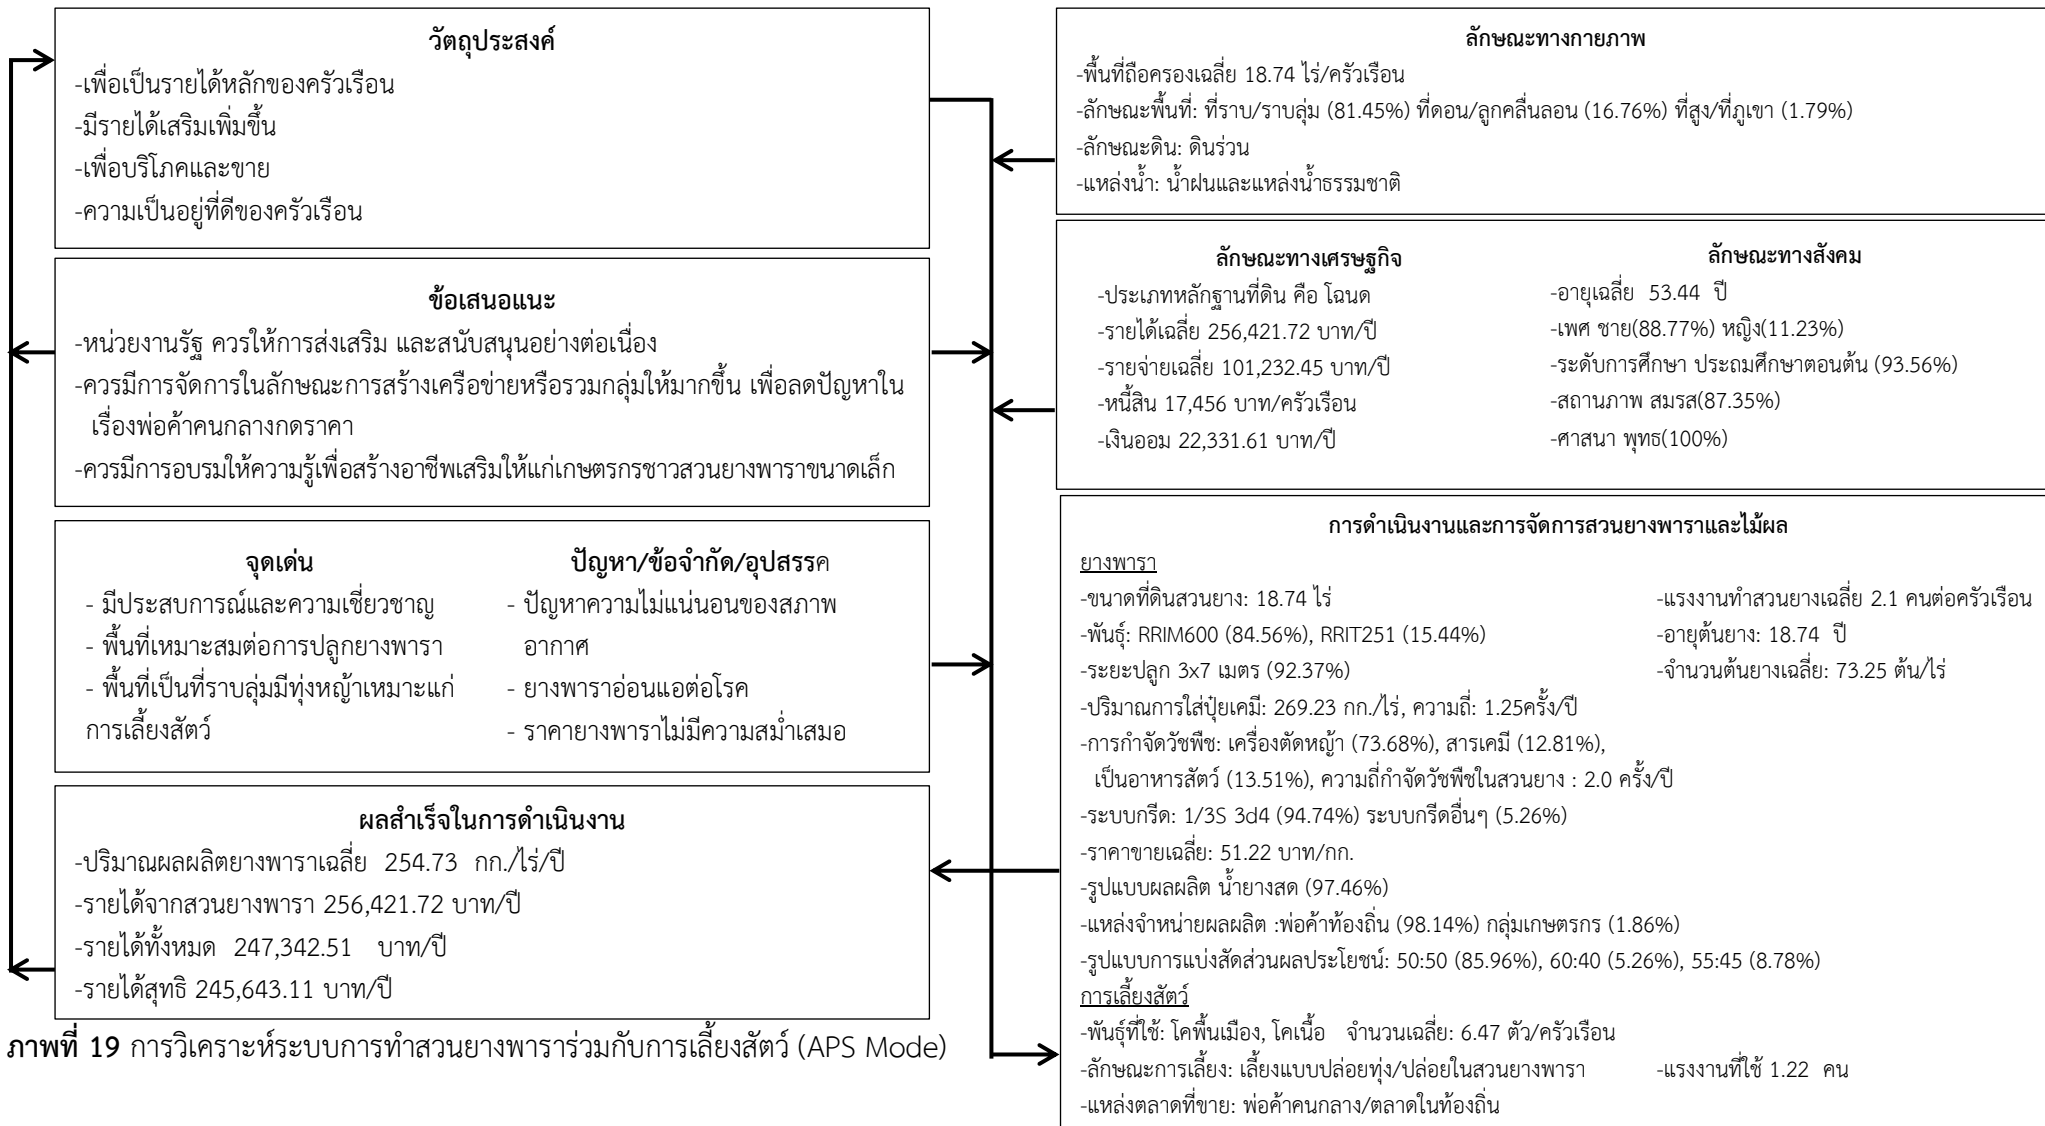 วัตถุประสงค์
-เพื่อเป็นรายได้หลักของครัวเรือน
-มีรายได้เสริมเพิ่มขึ้น
-เพื่อบริโภคและขาย
-ความเป็นอยู่ที่ดีของครัวเรือน
ข้อเสนอแนะ
-หน่วยงานรัฐ ควรให้การส่งเสริม และสนับสนุนอย่างต่อเนื่อง
-ควรมีการจัดการในลักษณะการสร้างเครือข่ายหรือรวมกลุ่มให้มากขึ้น เพื่อลดปัญหาใน
เรื่องพ่อค้าคนกลางกดราคา
-ควรมีการอบรมให้ความรู้เพื่อสร้างอาชีพเสริมให้แก่เกษตรกรชาวสวนยางพาราขนาดเล็ก
จุดเด่น
- มีประสบการณ์และความเชี่ยวชาญ
- พื้นที่เหมาะสมต่อการปลูกยางพารา
- พื้นที่เป็นที่ราบลุ่มมีทุ่งหญ้าเหมาะแก่
การเลี้ยงสัตว์
ปัญหา/ข้อจำกัด/อุปสรรค
- ปัญหาความไม่แน่นอนของสภาพ
อากาศ
- ยางพาราอ่อนแอต่อโรค
- ราคายางพาราไม่มีความสม่ำเสมอ
ผลสำเร็จในการดำเนินงาน
-ปริมาณผลผลิตยางพาราเฉลี่ย 254.73 กก./ไร่/ปี
-รายได้จากสวนยางพารา 256,421.72 บาท/ปี
-รายได้ทั้งหมด 247,342.51 บาท/ปี
-รายได้สุทธิ 245,643.11 บาท/ปี
ภาพที่ 19 การวิเคราะห์ระบบการทำสวนยางพาราร่วมกับการเลี้ยงสัตว์ (APS Mode)
ลักษณะทางกายภาพ
-พื้นที่ถือครองเฉลี่ย 18.74 ไร่/ครัวเรือน
-ลักษณะพื้นที่: ที่ราบ/ราบลุ่ม (81.45%) ที่ดอน/ลูกคลื่นลอน (16.76%) ที่สูง/ที่ภูเขา (1.79%)
-ลักษณะดิน: ดินร่วน
-แหล่งน้ำ: น้ำฝนและแหล่งน้ำธรรมชาติ
ลักษณะทางเศรษฐกิจ
-ประเภทหลักฐานที่ดิน คือ โฉนด
-รายได้เฉลี่ย 256,421.72 บาท/ปี
-รายจ่ายเฉลี่ย 101,232.45 บาท/ปี
-หนี้สิน 17,456 บาท/ครัวเรือน
-เงินออม 22,331.61 บาท/ปี
ลักษณะทางสังคม
-อายุเฉลี่ย 53.44 ปี
-เพศ ชาย(88.77%) หญิง(11.23%)
-ระดับการศึกษา ประถมศึกษาตอนต้น (93.56%)
-สถานภาพ สมรส(87.35%)
-ศาสนา พุทธ(100%)
การดำเนินงานและการจัดการสวนยางพาราและไม้ผล
ยางพารา
-ขนาดที่ดินสวนยาง: 18.74 ไร่ -แรงงานทำสวนยางเฉลี่ย 2.1 คนต่อครัวเรือน
-พันธุ์: RRIM600 (84.56%), RRIT251 (15.44%) -อายุต้นยาง: 18.74 ปี
-ระยะปลูก 3x7 เมตร (92.37%) -จำนวนต้นยางเฉลี่ย: 73.25 ต้น/ไร่
-ปริมาณการใส่ปุ๋ยเคมี: 269.23 กก./ไร่, ความถี่: 1.25ครั้ง/ปี
-การกำจัดวัชพืช: เครื่องตัดหญ้า (73.68%), สารเคมี (12.81%),
เป็นอาหารสัตว์ (13.51%), ความถี่กำจัดวัชพืชในสวนยาง : 2.0 ครั้ง/ปี
-ระบบกรีด: 1/3S 3d4 (94.74%) ระบบกรีดอื่นๆ (5.26%)
-ราคาขายเฉลี่ย: 51.22 บาท/กก.
-รูปแบบผลผลิต น้ำยางสด (97.46%)
-แหล่งจำหน่ายผลผลิต :พ่อค้าท้องถิ่น (98.14%) กลุ่มเกษตรกร (1.86%)
-รูปแบบการแบ่งสัดส่วนผลประโยชน์: 50:50 (85.96%), 60:40 (5.26%), 55:45 (8.78%)
การเลี้ยงสัตว์
-พันธุ์ที่ใช้: โคพื้นเมือง, โคเนื้อ จำนวนเฉลี่ย: 6.47 ตัว/ครัวเรือน
-ลักษณะการเลี้ยง: เลี้ยงแบบปล่อยทุ่ง/ปล่อยในสวนยางพารา -แรงงานที่ใช้ 1.22 คน
-แหล่งตลาดที่ขาย: พ่อค้าคนกลาง/ตลาดในท้องถิ่น